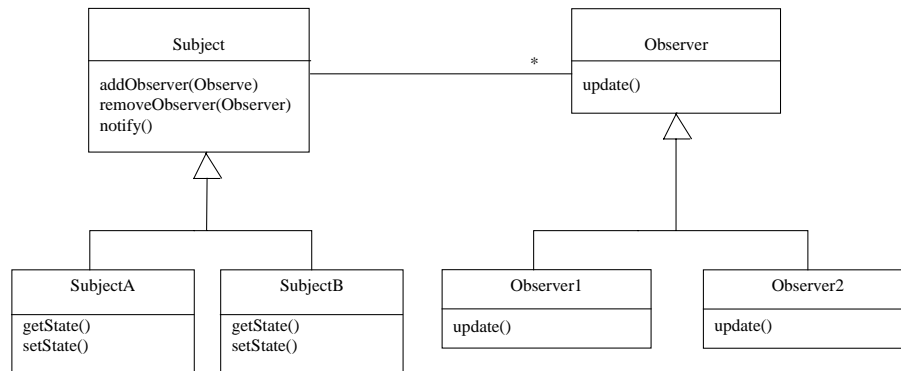 Subject
addObserver(Observe)
removeObserver(Observer)
notify()
*
Observer
update()
SubjectA
getState()
setState()
SubjectB
getState()
setState()
Observer1
update()
Observer2
update()